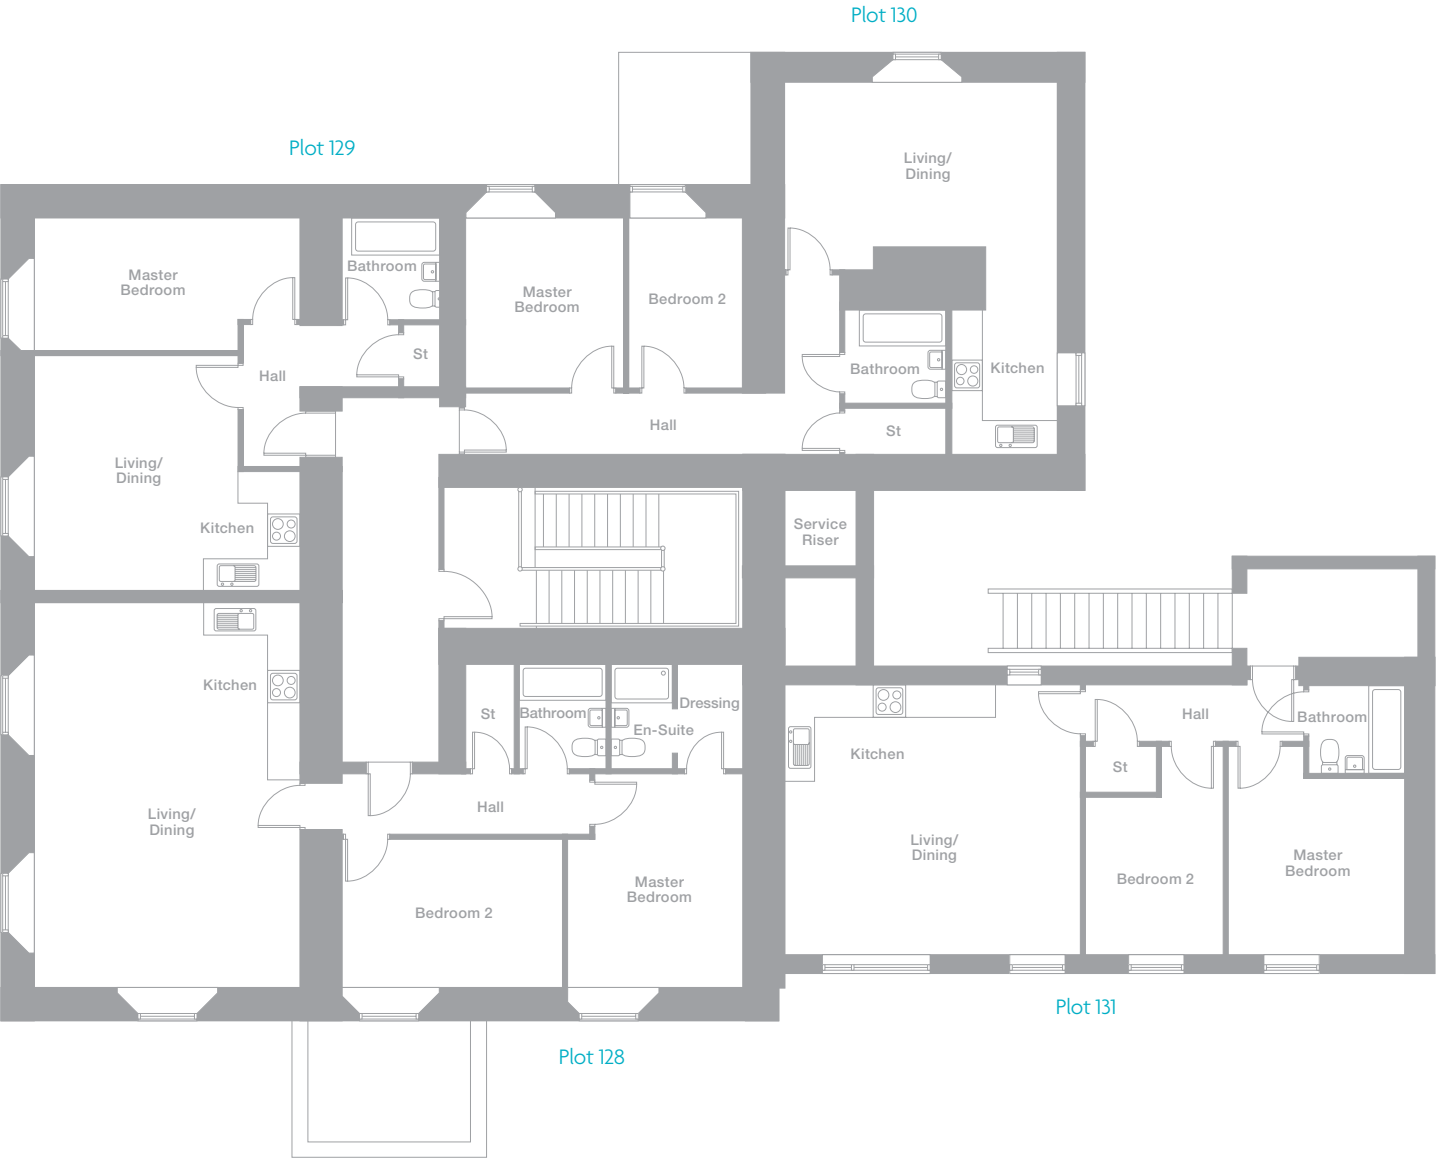 Plot 130
Living/
Dining
Plot 129
Master
Bedroom
Bathroom
Master
Bedroom
Bedroom 2
St
Hall
Bathroom
Kitchen
Hall
St
Living/
Dining
Kitchen
Service
Riser
Kitchen
St
Bathroom
En-Suite
Dressing
Living/
Dining
Hall
Master
Bedroom
Bedroom 2
Plot 128
Kitchen
Hall
Bathroom
St
Living/
Dining
Bedroom 2
Master
Bedroom
Plot 131